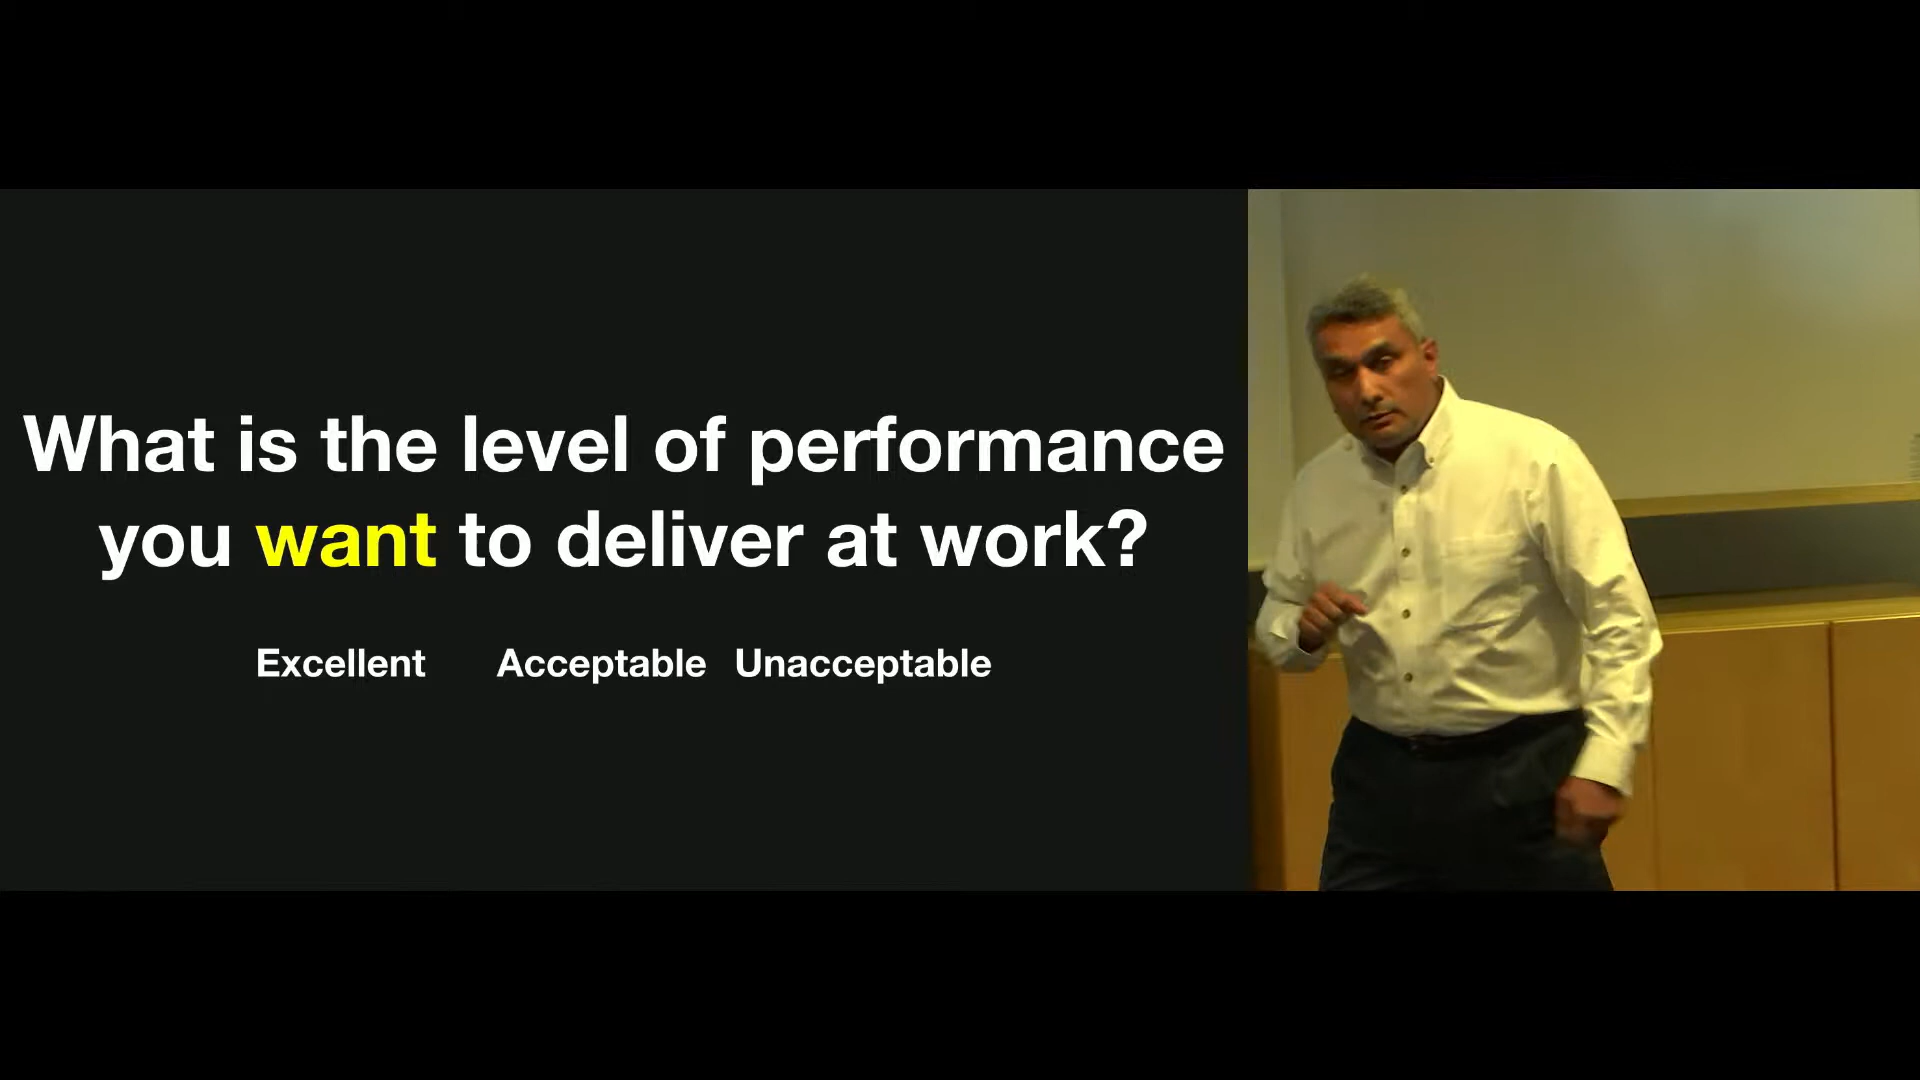 What is the level of performance
you want to deliver at work?
Excellent Acceptable Unacceptable